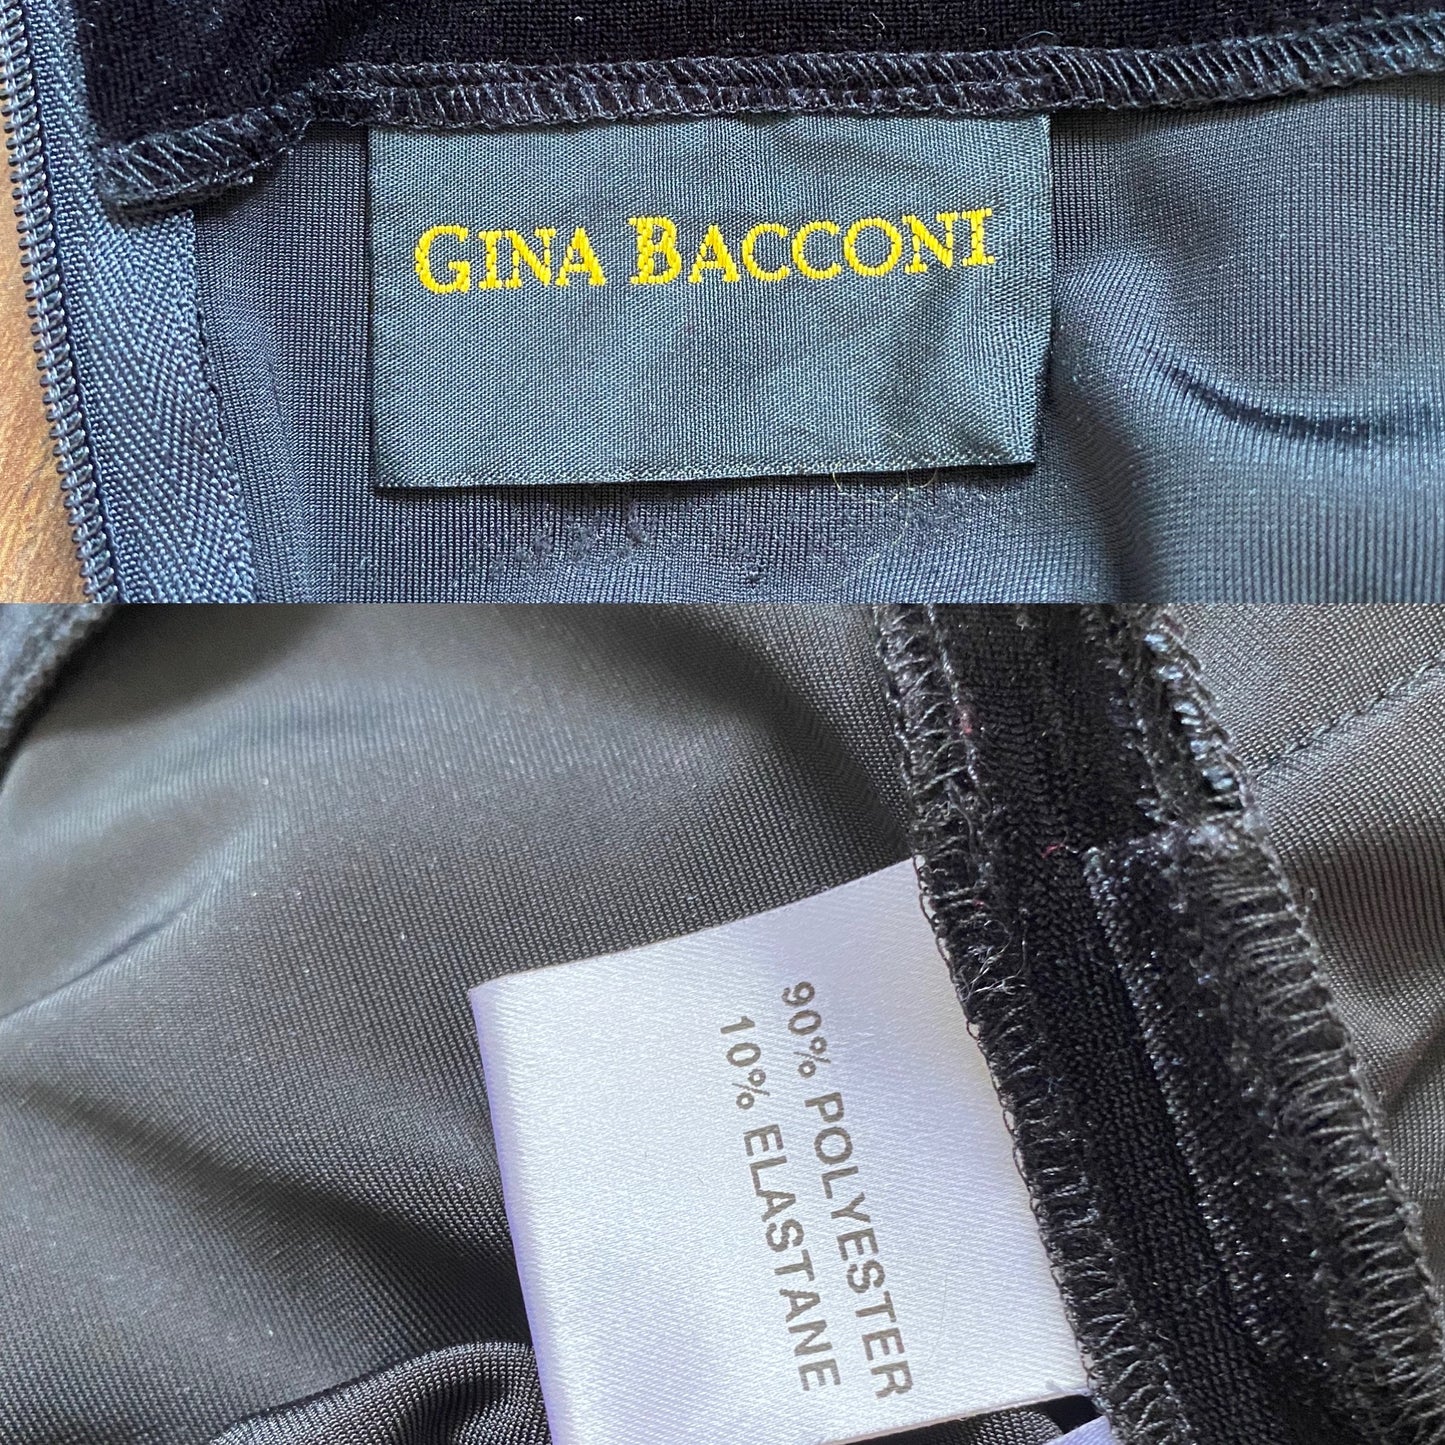 GINA BACCONI
90% POLYESTER
10% ELASTANE